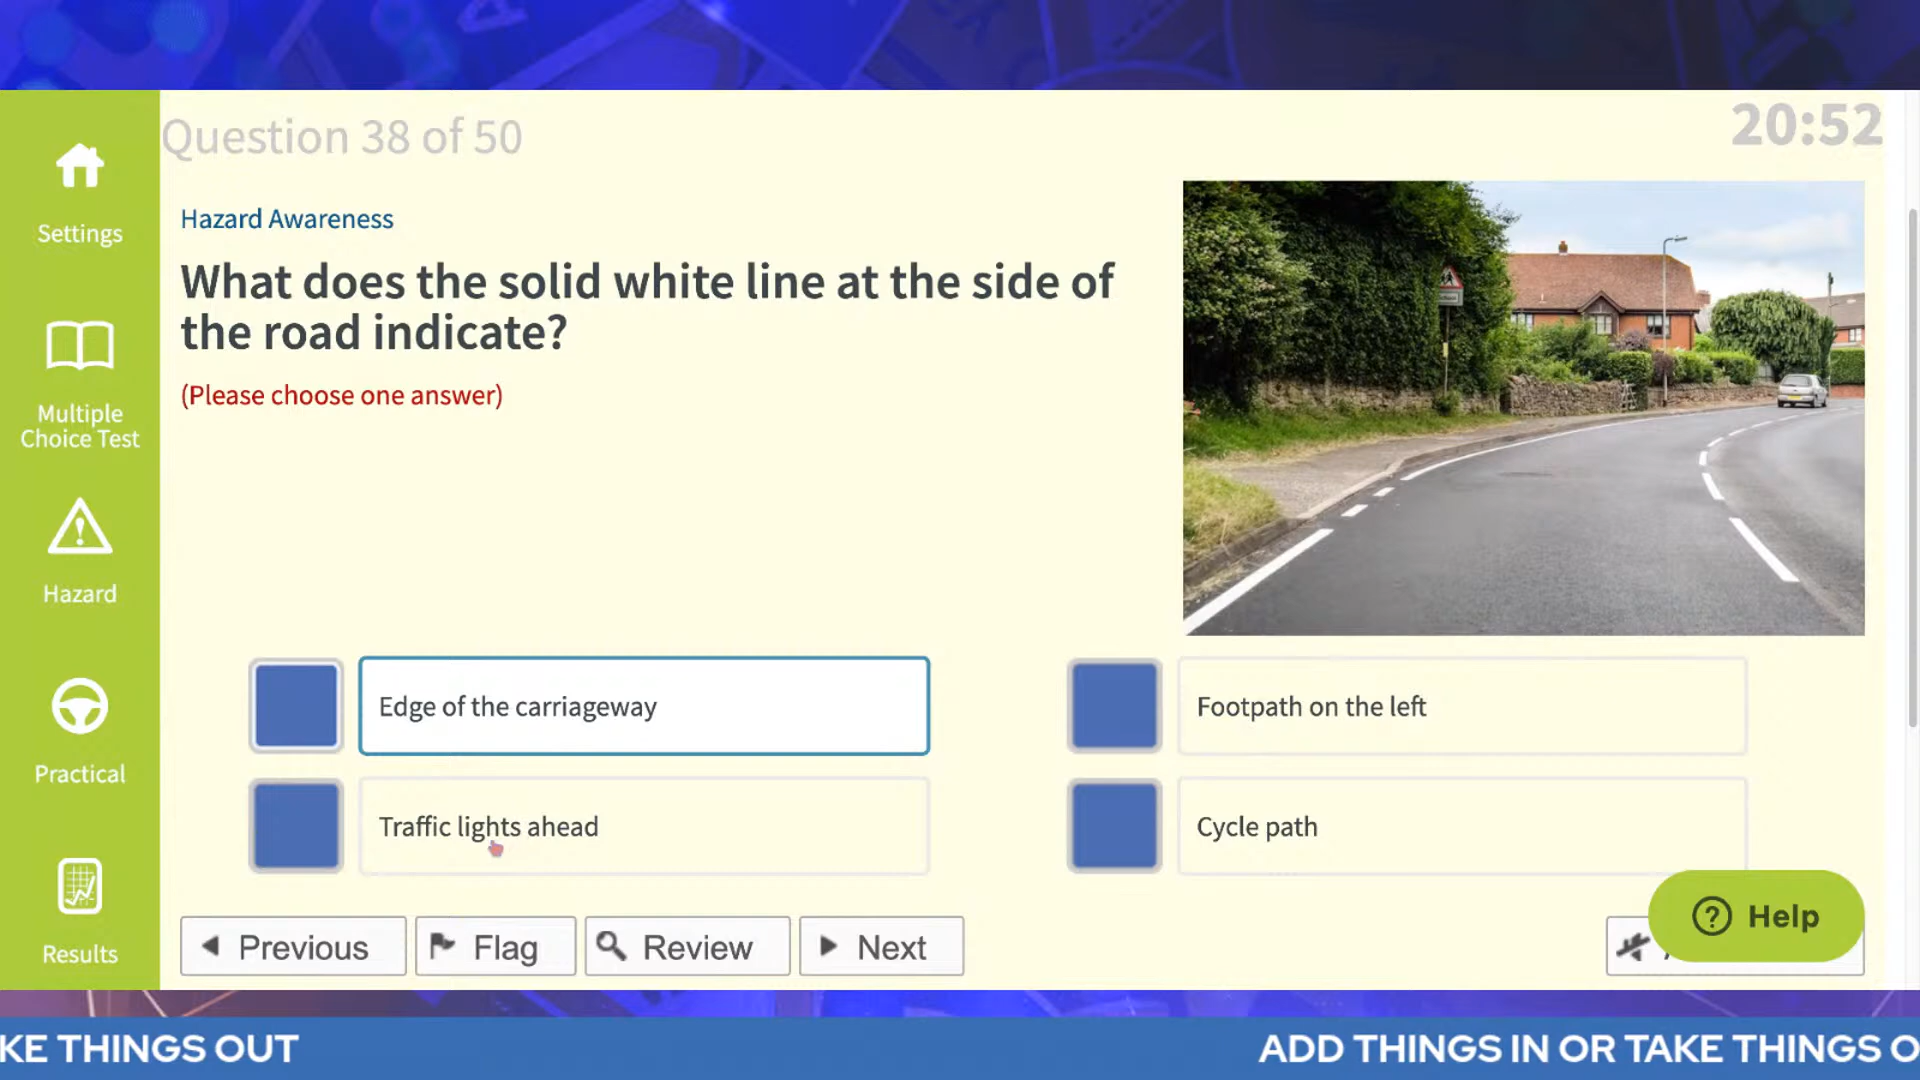 Question 38 of 50
20:52
Settings
Multiple
Choice Test
Hazard
Practical
Results
Hazard Awareness
What does the solid white line at the side of
the road indicate?
(Please choose one answer)
Edge of the carriageway
Footpath on the left
Traffic lights ahead
Cycle path
Previous
Flag
Review
Next
Help
KE THINGS OUT
ADD THINGS IN OR TAKE THINGS O